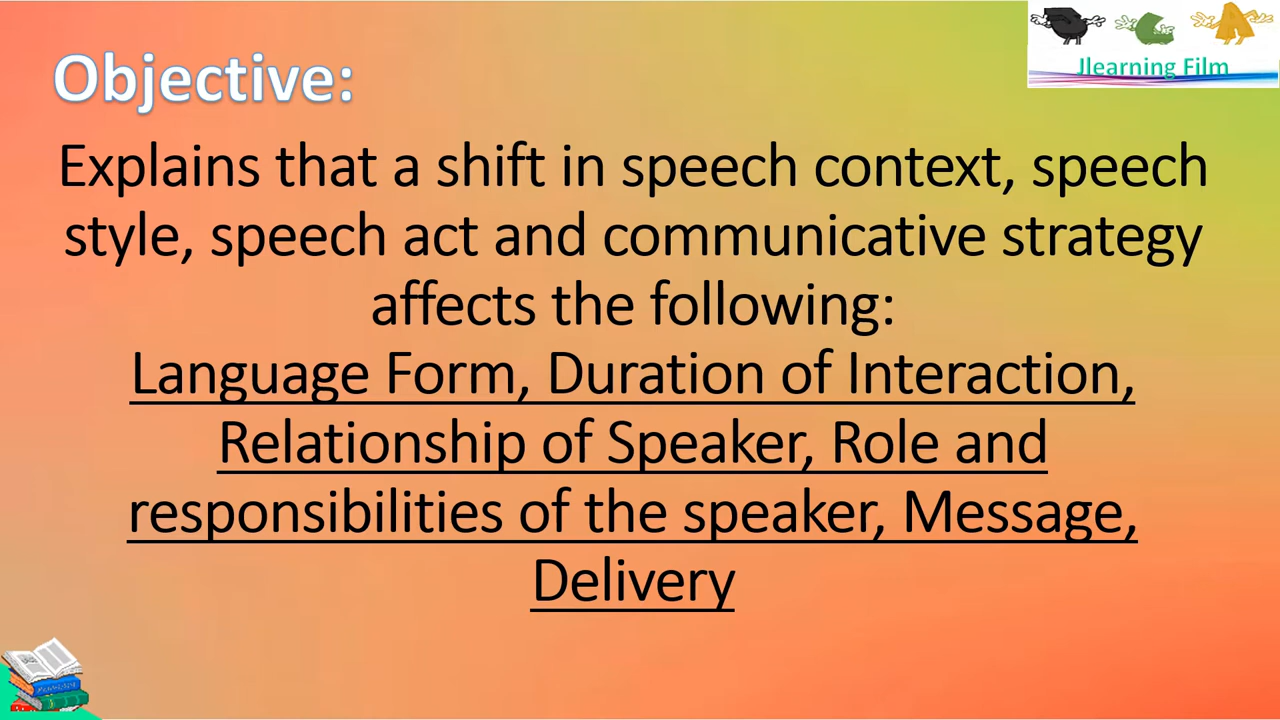 Jlearning Film
Objective:
Explains that a shift in speech context, speech
style, speech act and communicative strategy
affects the following:
Language Form, Duration of Interaction,
Relationship of Speaker, Role and
responsibilities of the speaker, Message,
Delivery